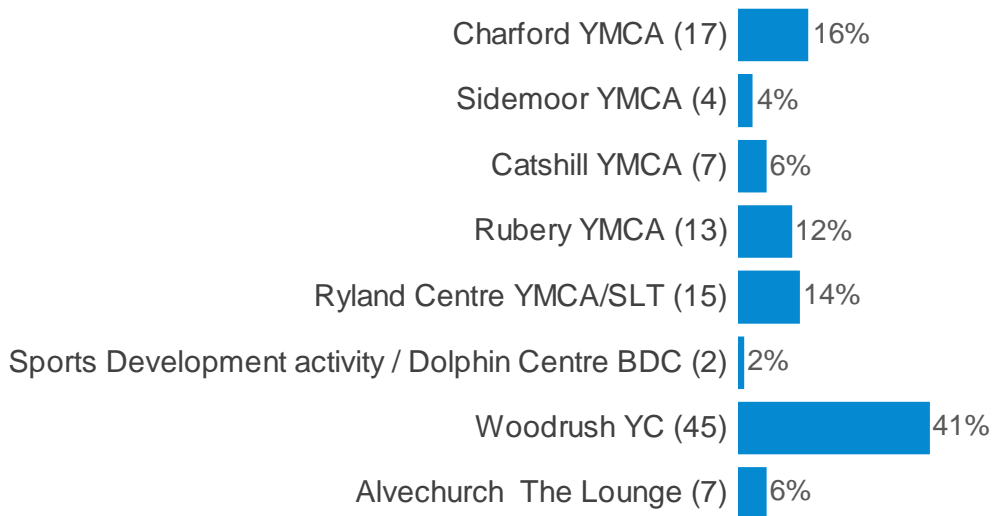 Charford YMCA (17) 16%
Sidemoor YMCA (4) 4%
Catshill YMCA (7) 6%
Rubery YMCA (13) 12%
Ryland Centre YMCA/SLT (15) 14%
Sports Development activity / Dolphin Centre BDC (2) 2%
Woodrush YC (45) 41%
Alvechurch  The Lounge (7) 6%